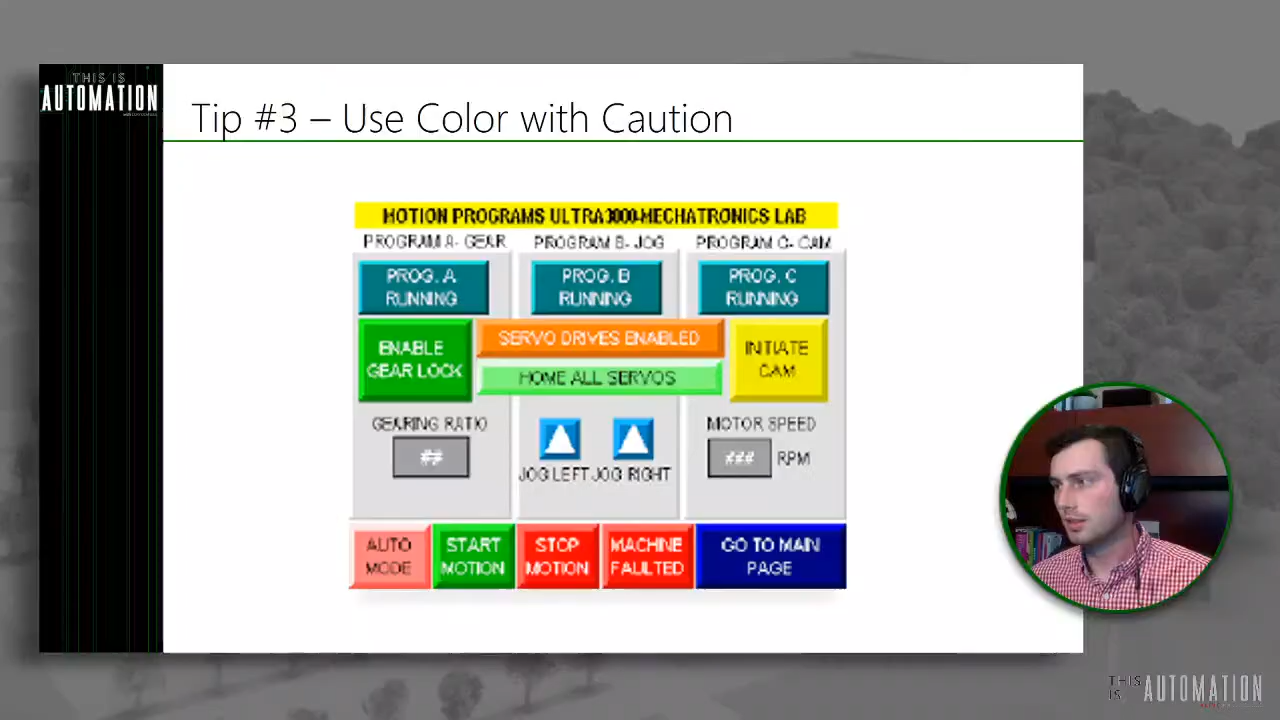 THIS IS
AUTOMATION
Tip #3 – Use Color with Caution
MOTION PROGRAMS ULTRA3000-MECHATRONICS LAB
PROGRAM A- GEAR
PROGRAM B- JOG
PROGRAM C- CAM
PROG. A
RUNNING
PROG. B
RUNNING
PROG. C
RUNNING
ENABLE
GEAR LOCK
SERVO DRIVES ENABLED
HOME ALL SERVOS
INITIATE
CAM
GEARING RATIO
##
JOG LEFT
JOG RIGHT
MOTOR SPEED
###
RPM
AUTO
MODE
START
MOTION
STOP
MOTION
MACHINE
FAULTED
GO TO MAIN
PAGE
THIS
IS
AUTOMATION